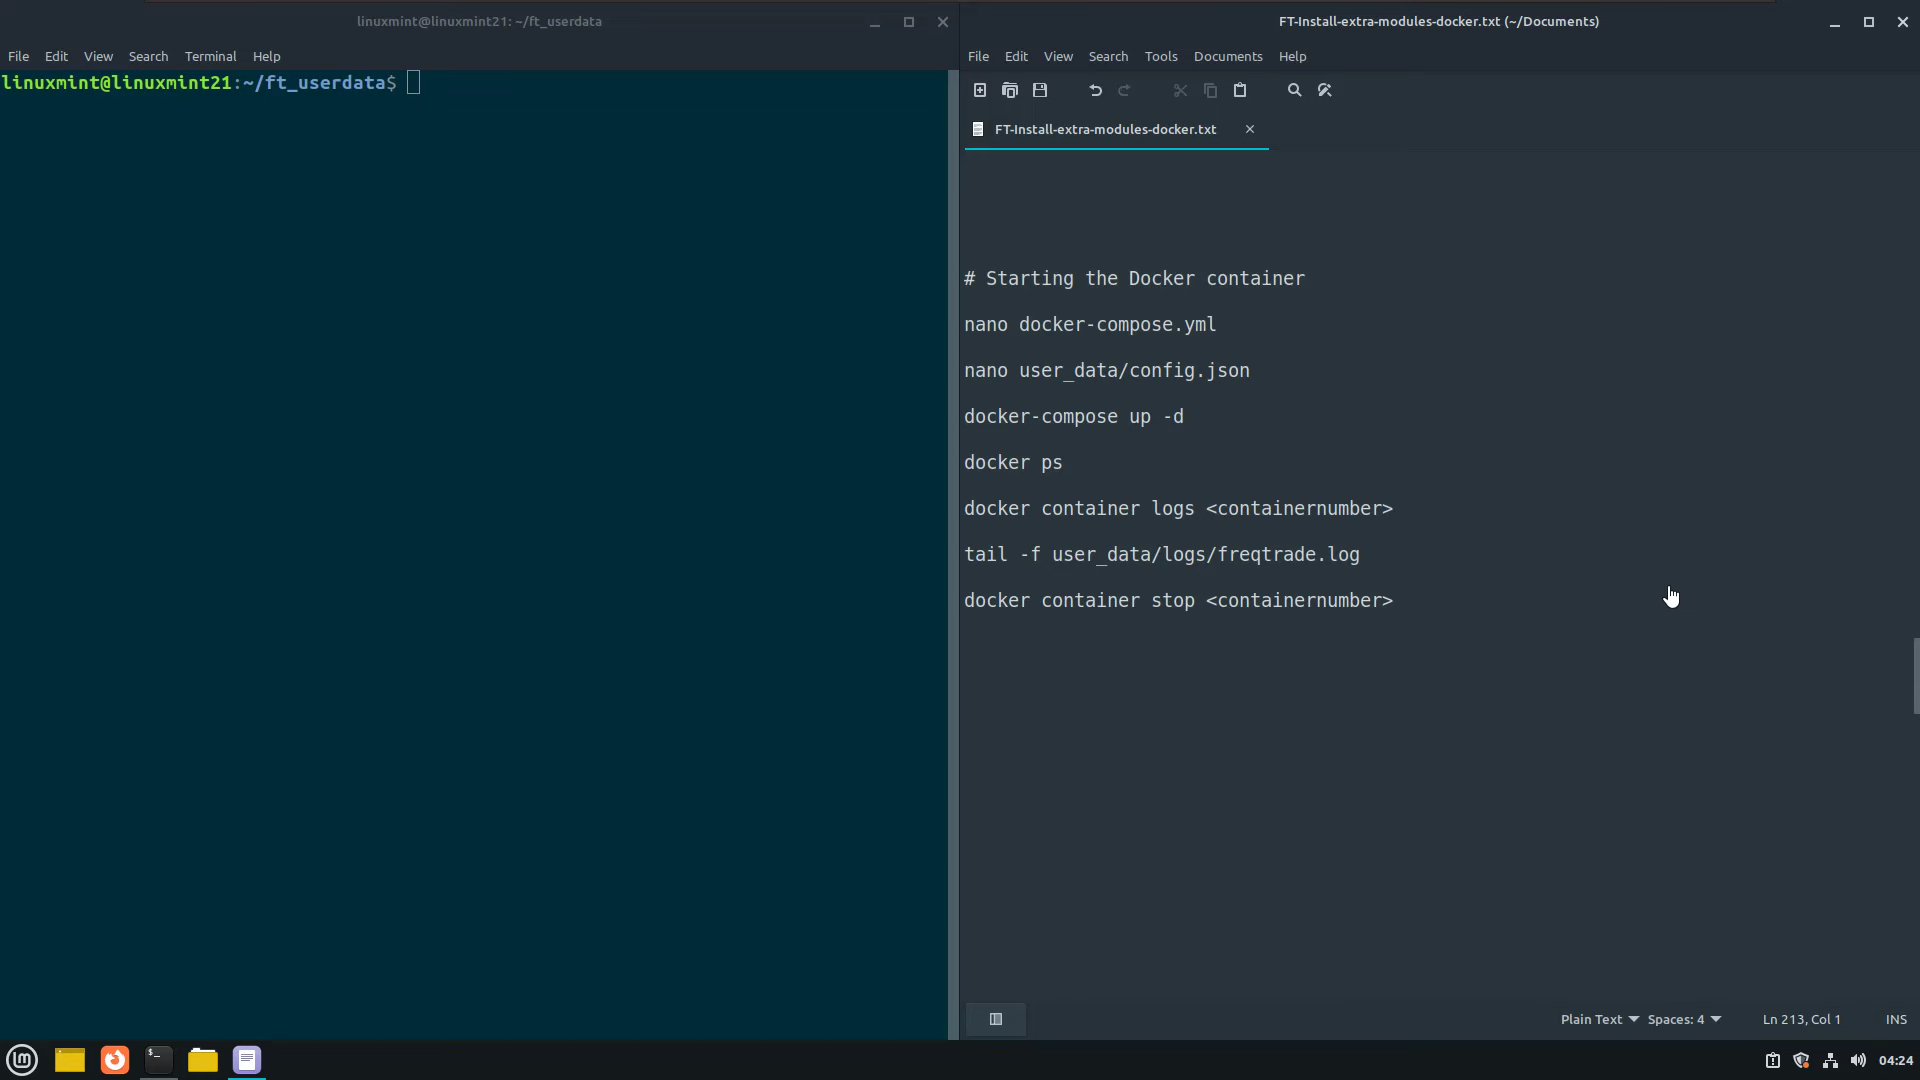 linuxmint@linuxmint21: ~/ft_userdata
File Edit View Search Terminal Help
linuxmint@linuxmint21:~/ft_userdata$
FT-Install-extra-modules-docker.txt (~/Documents)
File Edit View Search Tools Documents Help
FT-Install-extra-modules-docker.txt
# Starting the Docker container
nano docker-compose.yml
nano user_data/config.json
docker-compose up -d
docker ps
docker container logs <containernumber>
tail -f user_data/logs/freqtrade.log
docker container stop <containernumber>
Plain Text Spaces: 4 Ln 213, Col 1 INS
04:24